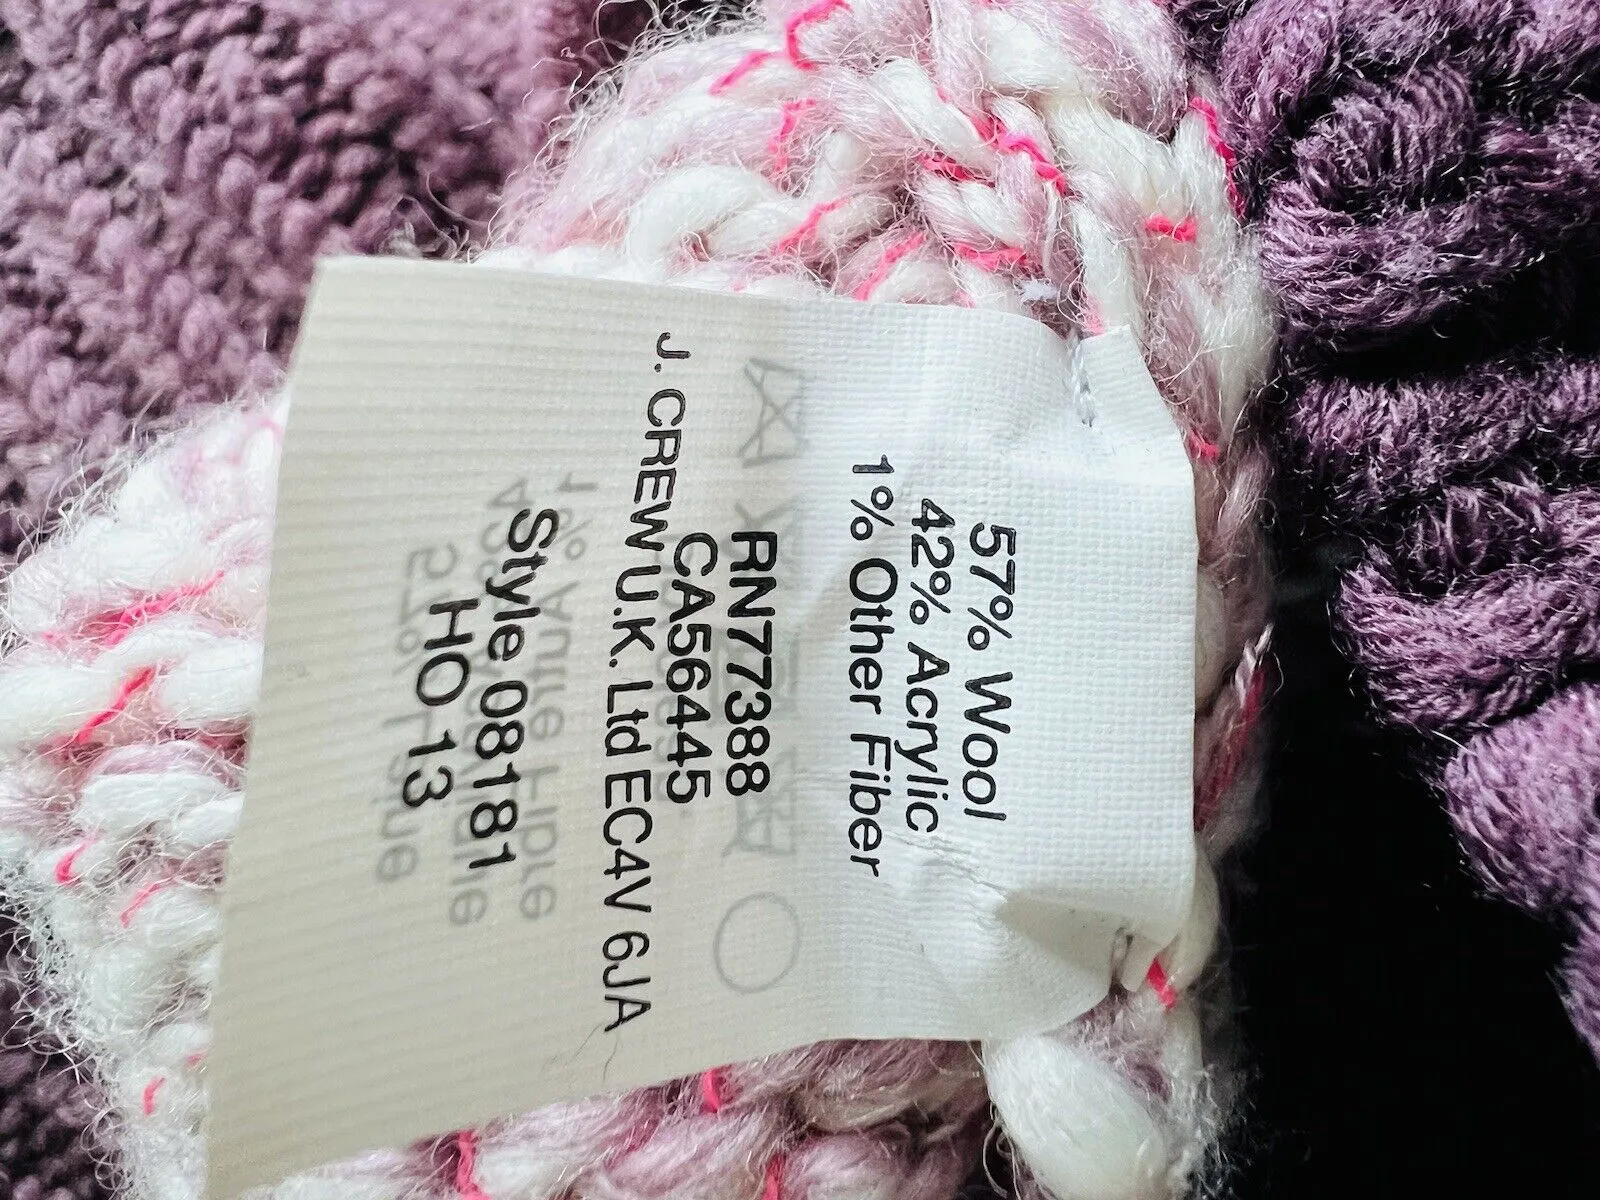 57% Wool
42% Acrylic
1% Other Fiber
RN77388
CA56445
J. CREW U.K. Ltd EC4V 6JA
Style 08181
HO 13